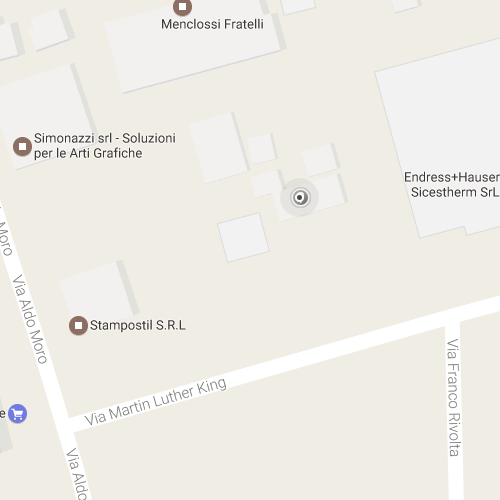 Menclossi Fratelli
Simonazzi srl - Soluzioni
per le Arti Grafiche
Endress+Hauser
Sicestherm SrL
Moro
Via Aldo Moro
Stampostil S.R.L
Via Martin Luther King
Via Franco Rivolta
e
Via Aldo